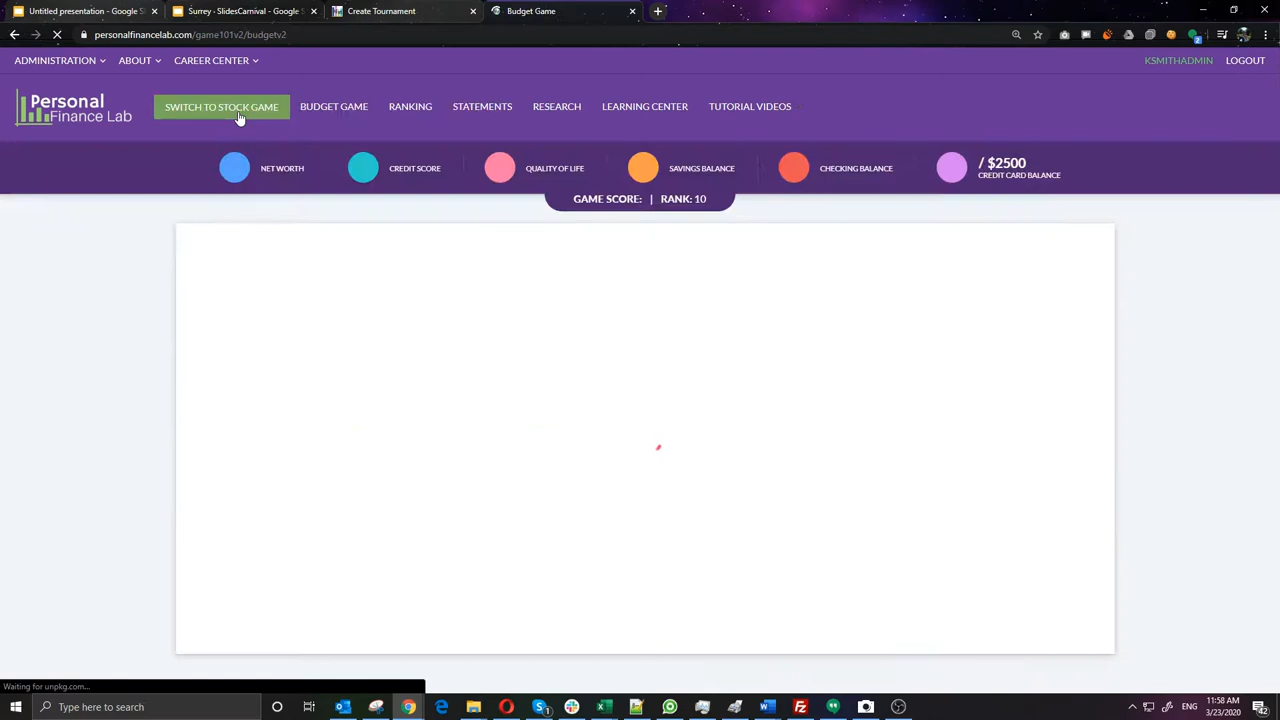 Untitled presentation - Google S
Surrey · SlidesCarnival - Google S
Create Tournament
Budget Game
personalfinancelab.com/game101v2/budgetv2
ADMINISTRATION ABOUT CAREER CENTER KSMITHADMIN LOGOUT
Personal
Finance Lab
SWITCH TO STOCK GAME BUDGET GAME RANKING STATEMENTS RESEARCH LEARNING CENTER TUTORIAL VIDEOS
NET WORTH CREDIT SCORE QUALITY OF LIFE SAVINGS BALANCE CHECKING BALANCE
/ $2500
CREDIT CARD BALANCE
GAME SCORE: | RANK: 10
Waiting for unpkg.com...
Type here to search
ENG
11:58 AM
3/23/2020
42